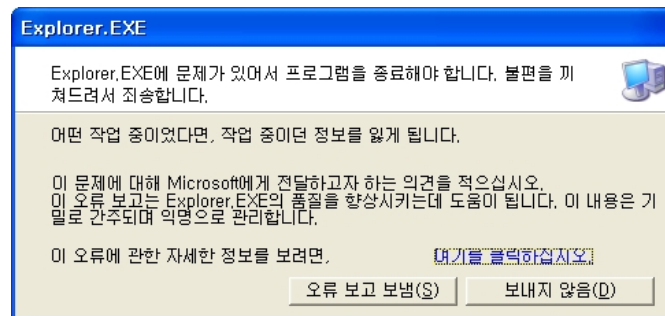 Explorer.EXE
Explorer.EXE에 문제가 있어서 프로그램을 종료해야 합니다. 불편을 끼
쳐드려서 죄송합니다.
어떤 작업 중이었다면, 작업 중이던 정보를 잃게 됩니다.
이 문제에 대해 Microsoft에게 전달하고자 하는 의견을 적으십시오.
이 오류 보고는 Explorer.EXE의 품질을 향상시키는데 도움이 됩니다. 이 내용은 기
밀로 간주되며 익명으로 관리합니다.
이 오류에 관한 자세한 정보를 보려면, 여기를 클릭하십시오.
오류 보고 보냄(S) 보내지 않음(D)